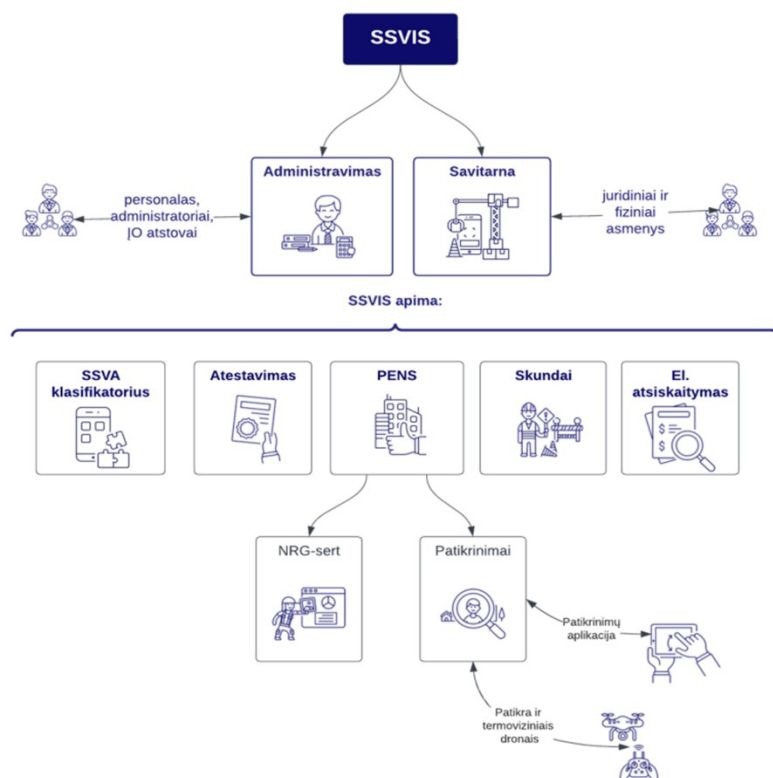 SSVIS
Administravimas
Savitarna
personalas,
administratoriai,
ĮO atstovai
juridiniai ir
fiziniai
asmenys
SSVIS apima:
SSVA
klasifikatorius
Atestavimas
PENS
Skundai
El.
atsiskaitymas
NRG-sert
Patikrinimai
Patikrinimų
aplikacija
Patikra ir
termoviziniais
dronais